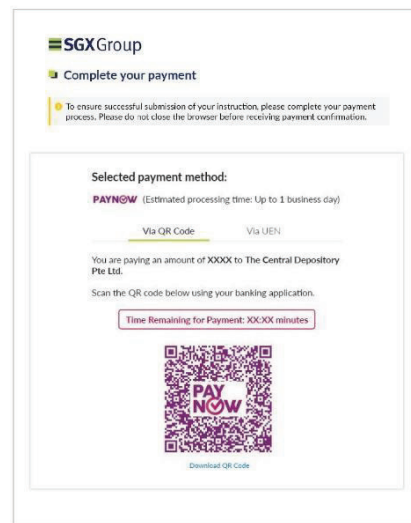 SGXGroup
Complete your payment
To ensure successful submission of your instruction, please complete your payment
process. Please do not close the browser before receiving payment confirmation.
Selected payment method:
PAYNOW (Estimated processing time: Up to 1 business day)
Via QR Code Via UEN
You are paying an amount of XXXX to The Central Depository
Pte Ltd.
Scan the QR code below using your banking application.
Time Remaining for Payment: XX:XX minutes
PAY
NOW
Download QR Code